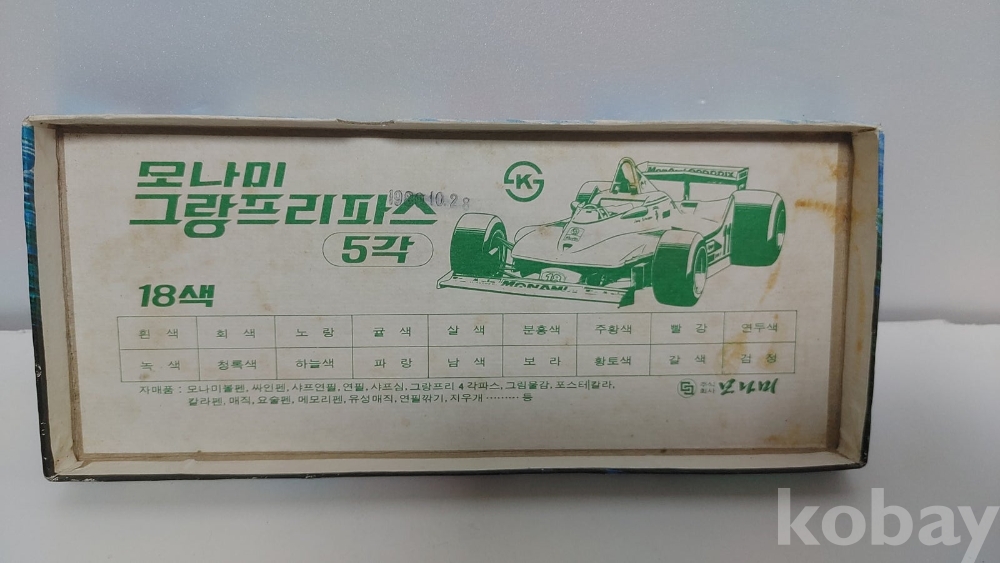 모나미
그랑프리파스
5각
18색
K
MONAMI
흰 색 회 색 노 랑 귤 색 살 색 분홍색 주황색 빨 강 연두색
녹 색 청록색 하늘색 파 랑 남 색 보 라 황토색 갈 색 검 정
자매품 : 모나미볼펜, 싸인펜, 샤프연필, 연필, 샤프심, 그랑프리 4각파스, 그림물감, 포스터칼라,
칼라펜, 매직, 요술펜, 메모리펜, 유성매직, 연필깎기, 지우개 ········· 등
주식회사 모나미
kobay